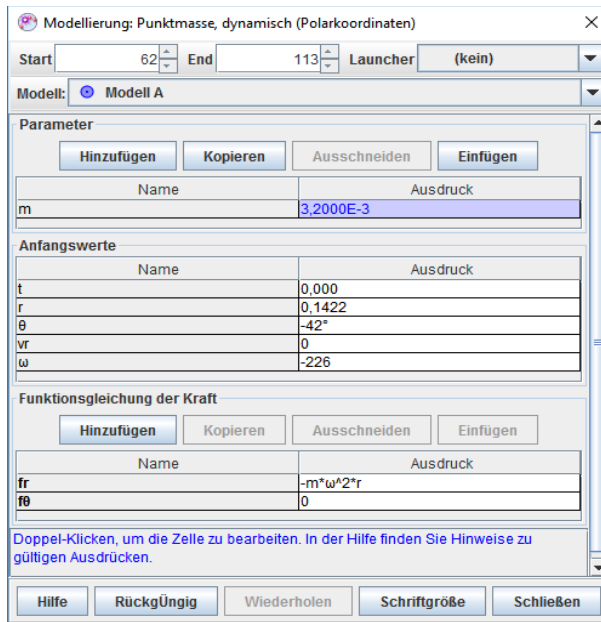 Modellierung: Punktmasse, dynamisch (Polarkoordinaten)
Start 62 End 113 Launcher (kein)
Modell: Modell A
Parameter
Hinzufügen Kopieren Ausschneiden Einfügen
Name Ausdruck
m 3,2000E-3
Anfangswerte
Name Ausdruck
t 0,000
r 0,1422
θ -42°
vr 0
ω -226
Funktionsgleichung der Kraft
Hinzufügen Kopieren Ausschneiden Einfügen
Name Ausdruck
fr -m*ω^2*r
fθ 0
Doppel-Klicken, um die Zelle zu bearbeiten. In der Hilfe finden Sie Hinweise zu
gültigen Ausdrücken.
Hilfe RückgÜngig Wiederholen Schriftgröße Schließen